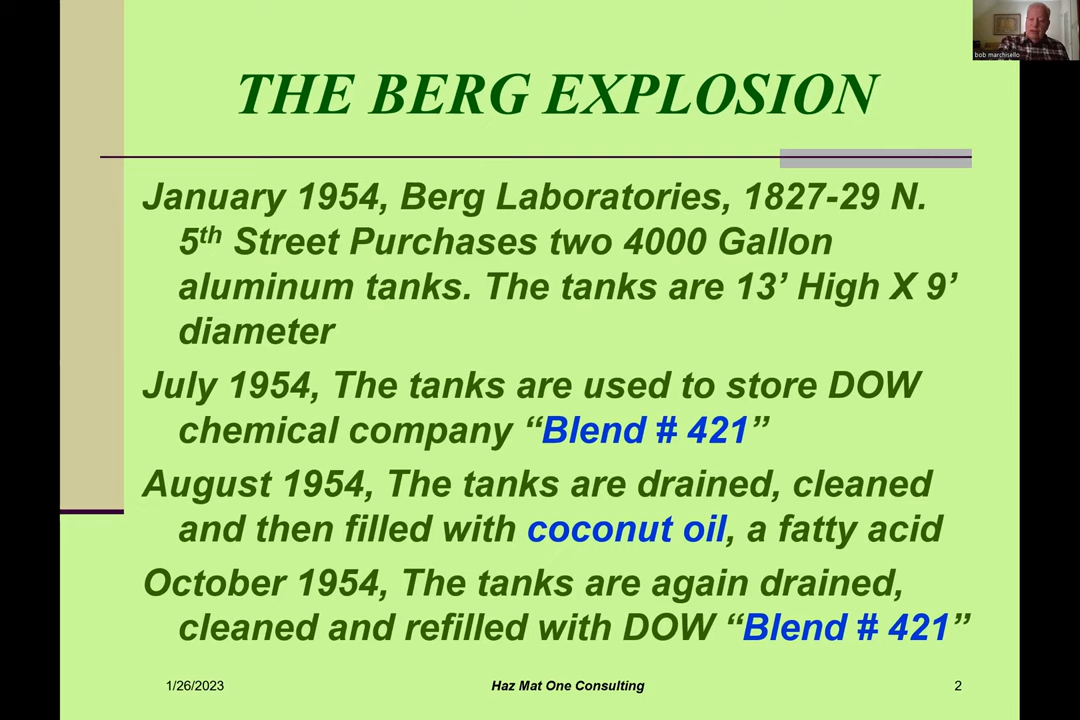 bob marchisello
THE BERG EXPLOSION
January 1954, Berg Laboratories, 1827-29 N.
5th Street Purchases two 4000 Gallon
aluminum tanks. The tanks are 13’ High X 9’
diameter
July 1954, The tanks are used to store DOW
chemical company “Blend # 421”
August 1954, The tanks are drained, cleaned
and then filled with coconut oil, a fatty acid
October 1954, The tanks are again drained,
cleaned and refilled with DOW “Blend # 421”
1/26/2023 Haz Mat One Consulting 2